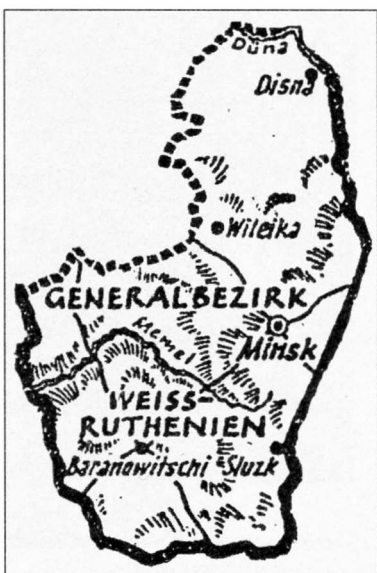 Düna
Disna
Wileika
GENERALBEZIRK
Memel
Minsk
WEISS-
RUTHENIEN
Baranowitschi Sluzk